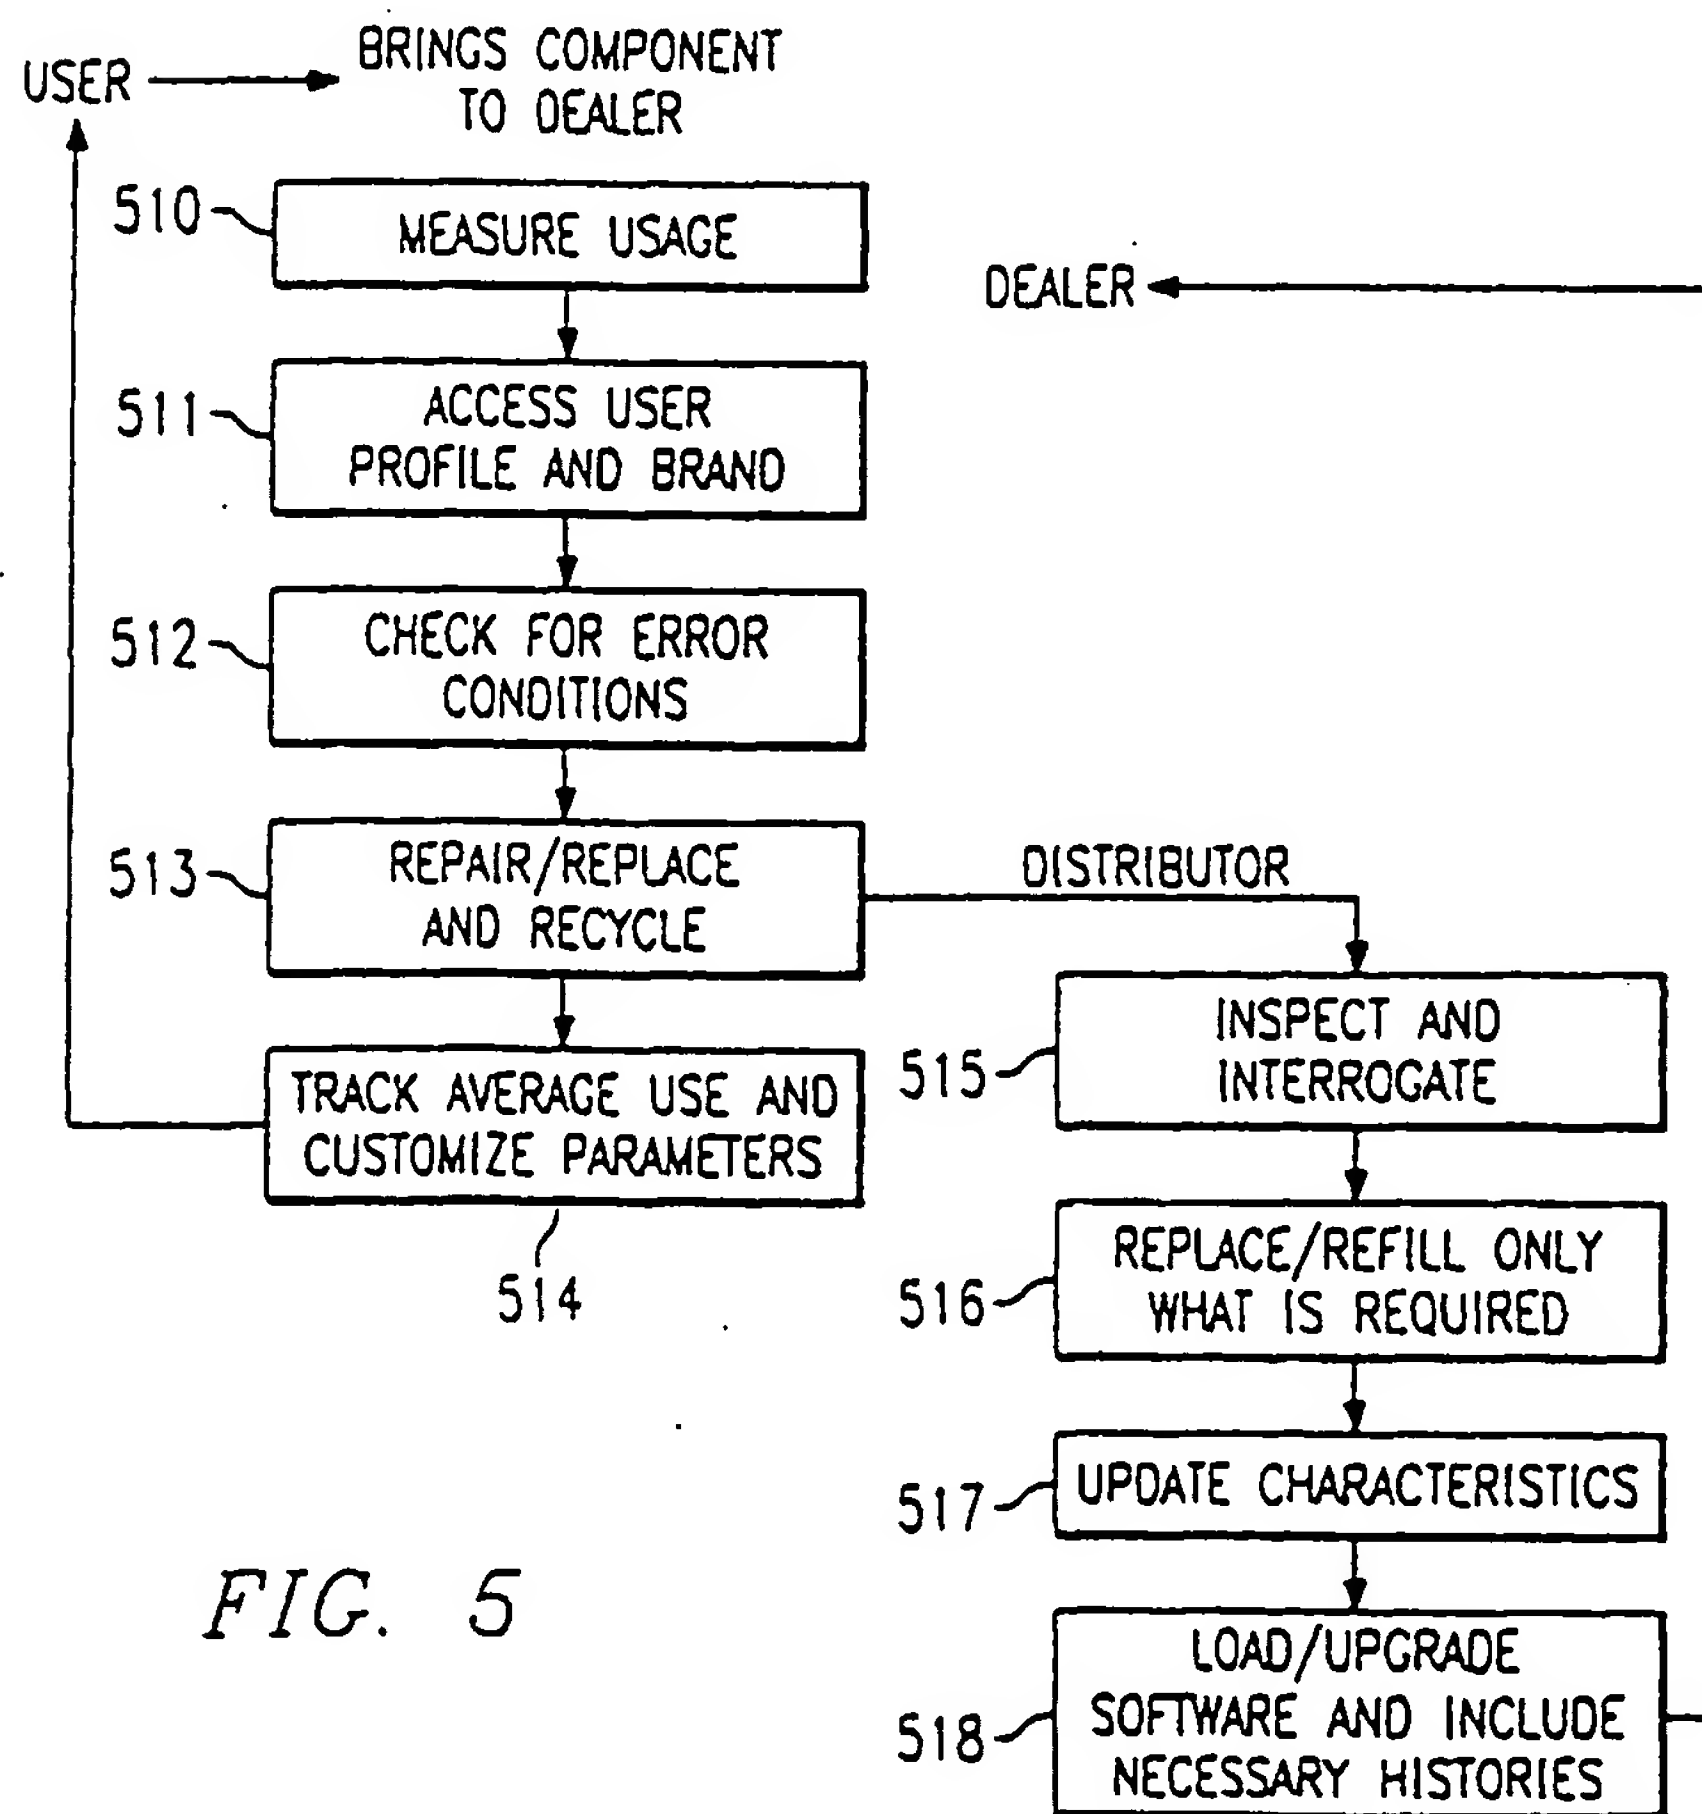 USER
BRINGS COMPONENT
TO DEALER
510
MEASURE USAGE
511
ACCESS USER
PROFILE AND BRAND
512
CHECK FOR ERROR
CONDITIONS
513
REPAIR/REPLACE
AND RECYCLE
TRACK AVERAGE USE AND
CUSTOMIZE PARAMETERS
514
DEALER
DISTRIBUTOR
515
INSPECT AND
INTERROGATE
516
REPLACE/REFILL ONLY
WHAT IS REQUIRED
517
UPDATE CHARACTERISTICS
518
LOAD/UPGRADE
SOFTWARE AND INCLUDE
NECESSARY HISTORIES
FIG. 5